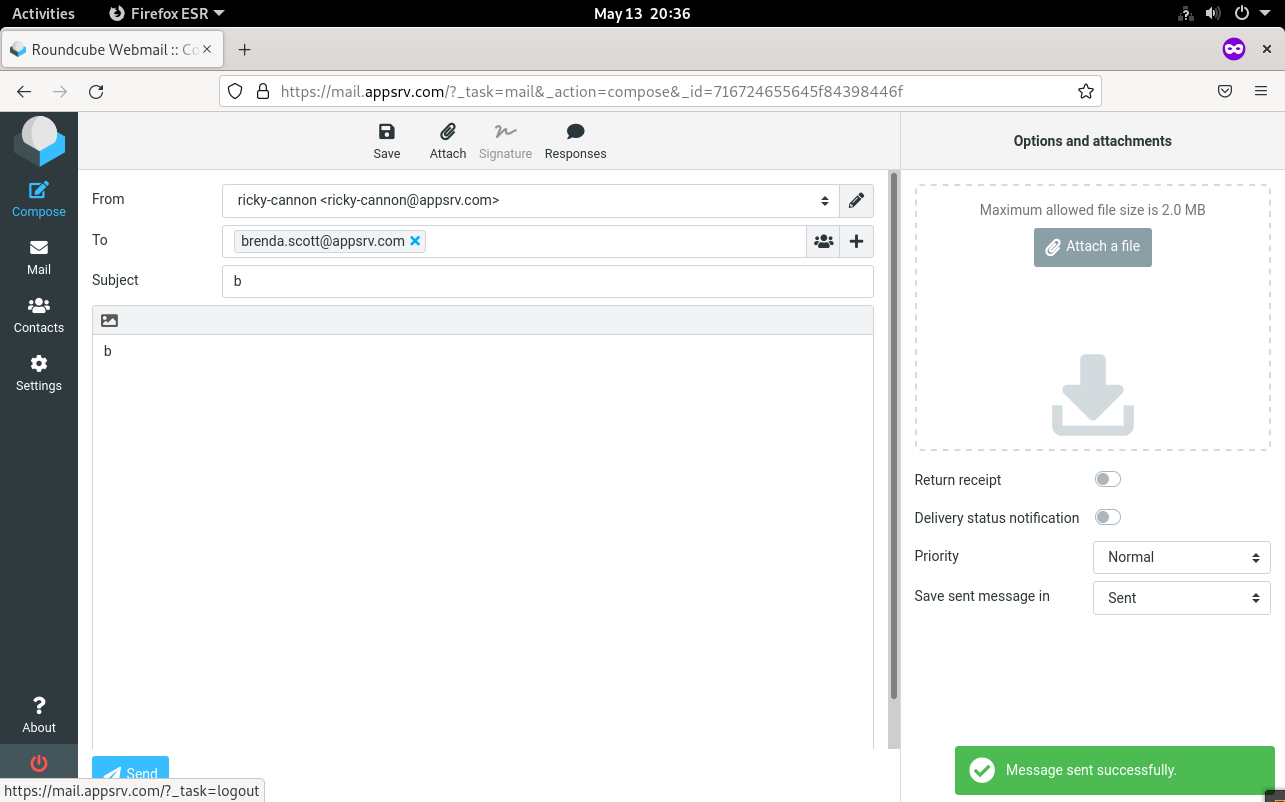 Activities Firefox ESR May 13 20:36
Roundcube Webmail :: Co
https://mail.appsrv.com/?_task=mail&_action=compose&_id=716724655645f84398446f
Compose
Mail
Contacts
Settings
About
Save Attach Signature Responses
From ricky-cannon <ricky-cannon@appsrv.com>
To brenda.scott@appsrv.com
Subject b
b
Send
Options and attachments
Maximum allowed file size is 2.0 MB
Attach a file
Return receipt
Delivery status notification
Priority Normal
Save sent message in Sent
Message sent successfully.
https://mail.appsrv.com/?_task=logout